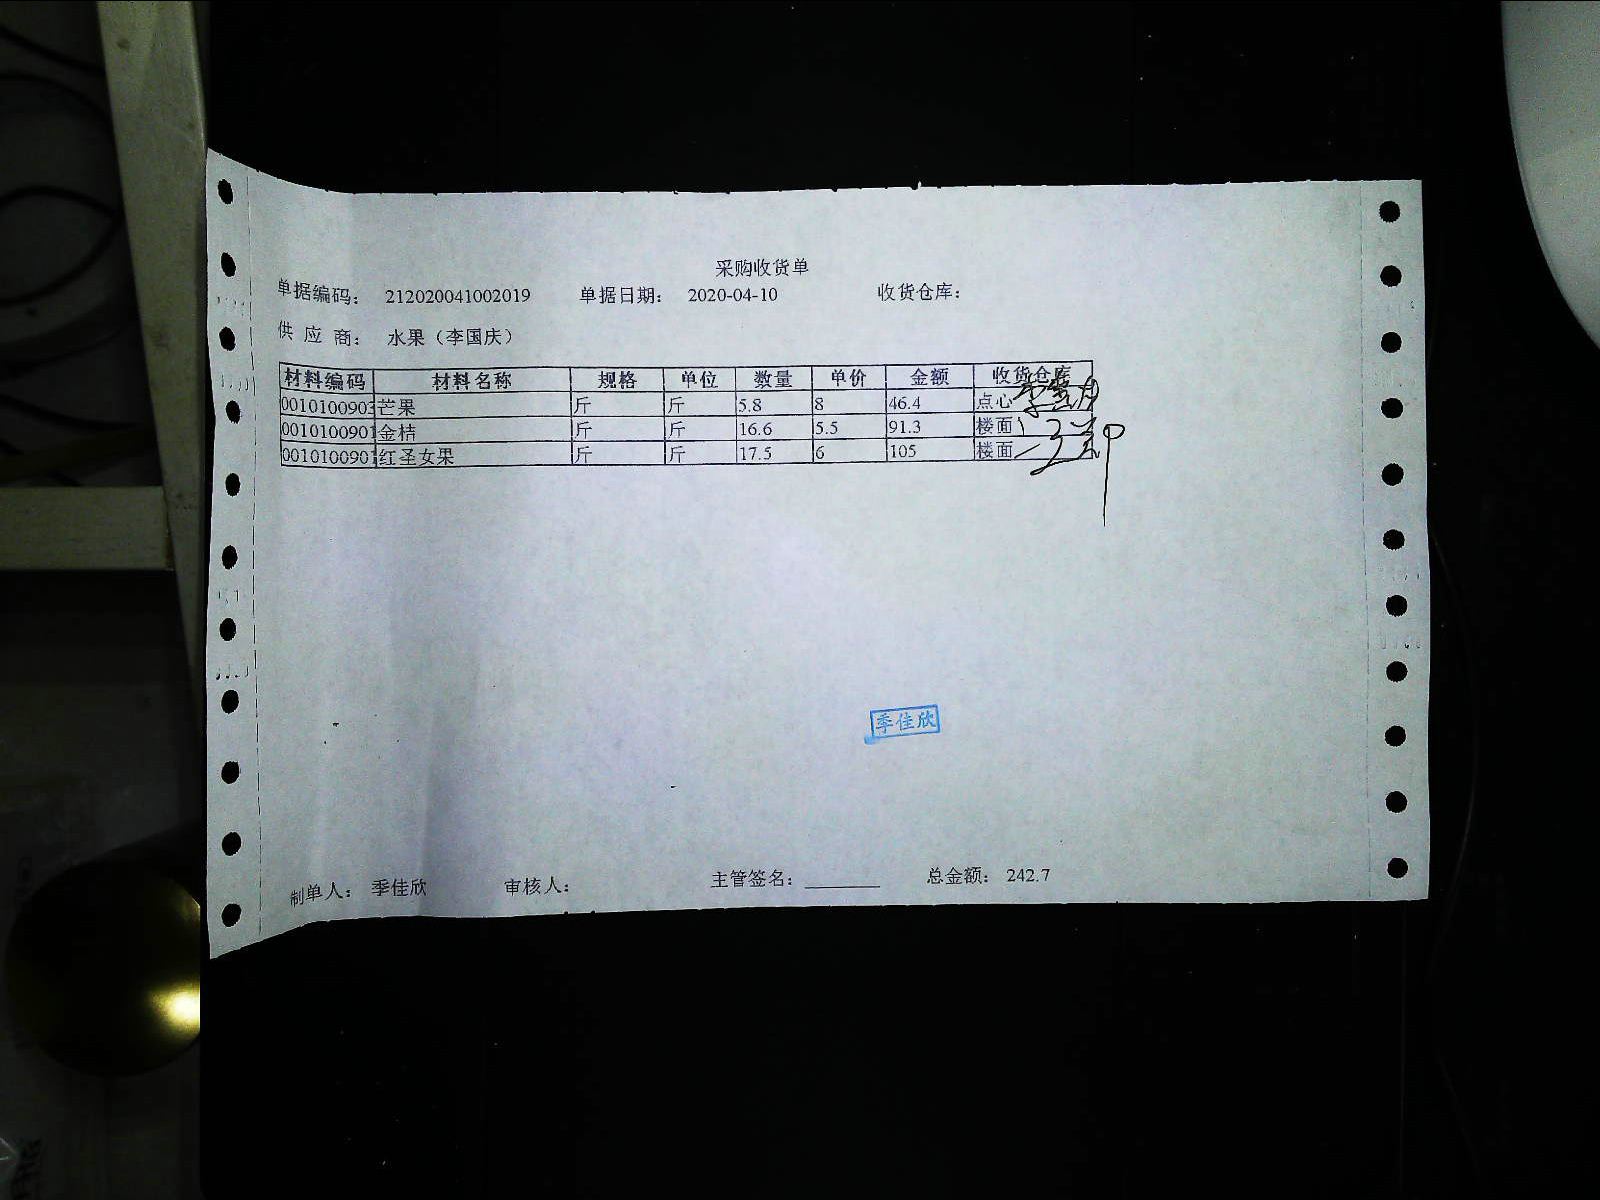 采购收货单
单据编码： 212020041002019 单据日期： 2020-04-10 收货仓库：
供应商： 水果（李国庆）
材料编码 材料名称 规格 单位 数量 单价 金额 收货仓库
0010100903 芒果 斤 斤 5.8 8 46.4 点心
0010100901 金桔 斤 斤 16.6 5.5 91.3 楼面
0010100901 红圣女果 斤 斤 17.5 6 105 楼面
季佳欣
制单人： 季佳欣 审核人： 主管签名： 总金额： 242.7